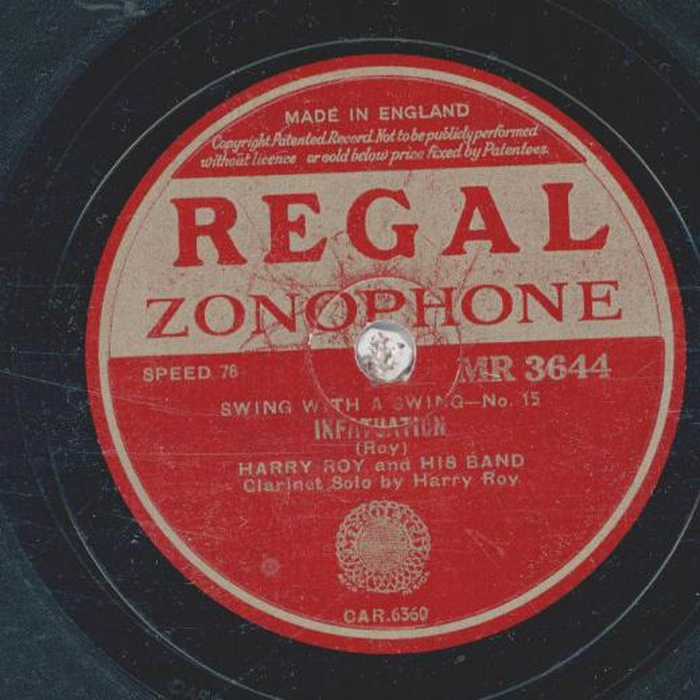 MADE IN ENGLAND
Copyright Patented Record. Not to be publicly performed
without licence or sold below price fixed by Patentees.
REGAL
ZONOPHONE
SPEED 78 MR 3644
SWING WITH A SWING—No. 15
INFATUATION
(Roy)
HARRY ROY and HIS BAND
Clarinet Solo by Harry Roy
CAR.6360